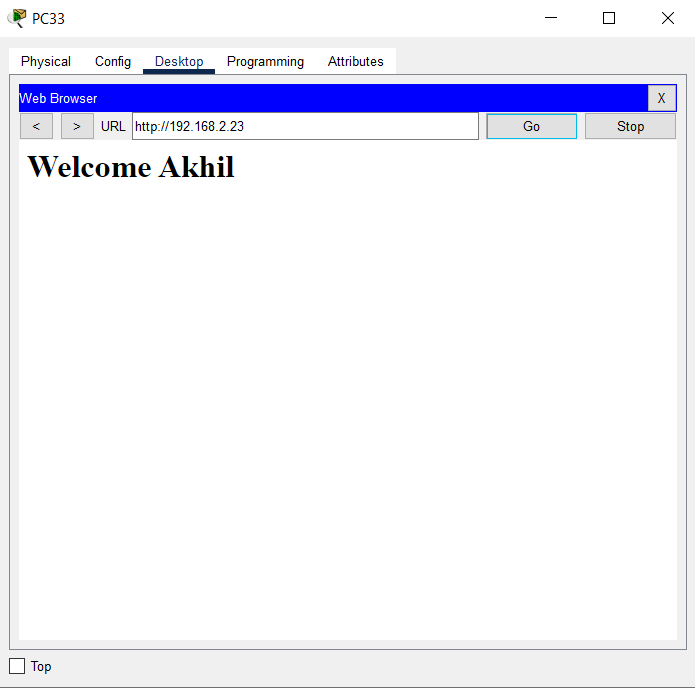 PC33
Physical Config Desktop Programming Attributes
Web Browser X
< > URL http://192.168.2.23 Go Stop
Welcome Akhil
Top